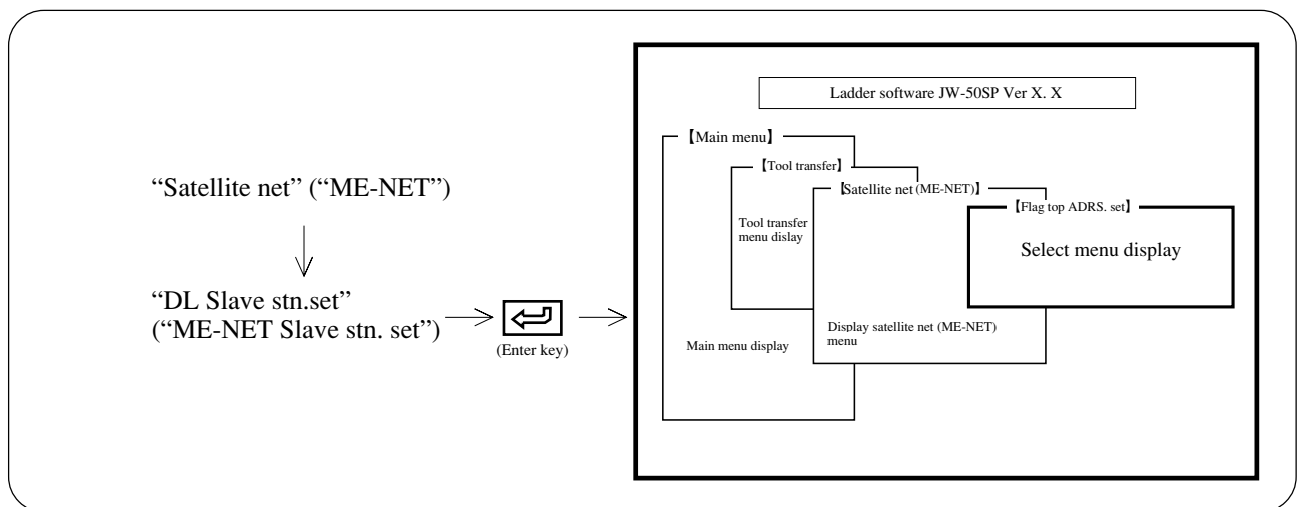 Ladder software JW-50SP Ver X. X
【Main menu】
【Tool transfer】
【Satellite net (ME-NET)】
【Flag top ADRS. set】
“Satellite net” (“ME-NET”)
Tool transfer
menu dislay
Select menu display
“DL Slave stn.set”
(“ME-NET Slave stn. set”)
(Enter key)
Display satellite net (ME-NET)
menu
Main menu display